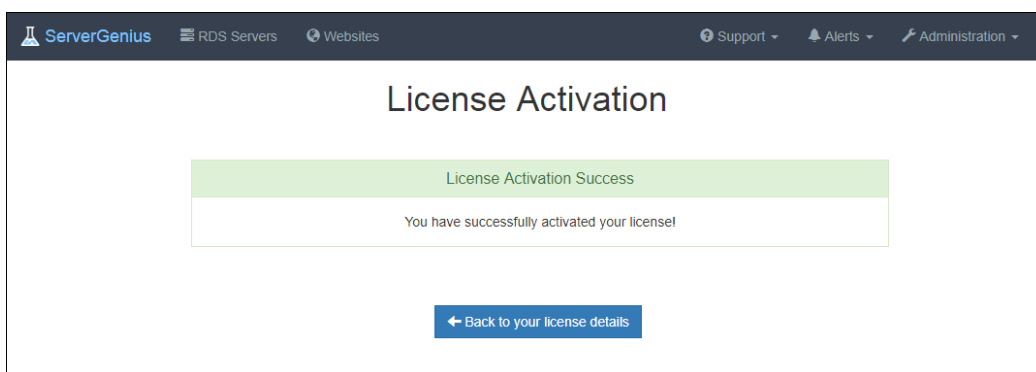 ServerGenius RDS Servers Websites Support Alerts Administration
License Activation
License Activation Success
You have successfully activated your license!
Back to your license details